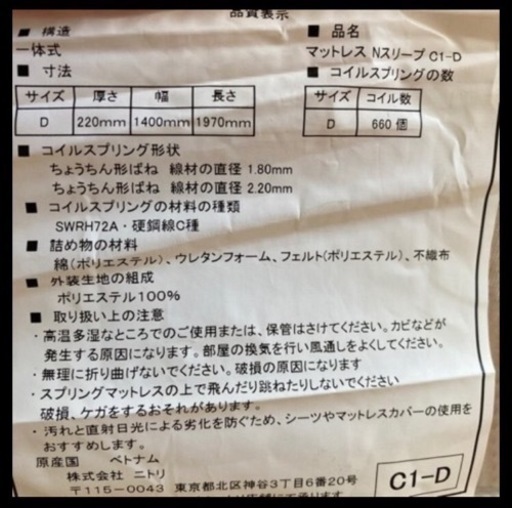 品質表示
■ 構造
一体式
■ 寸法
サイズ 厚さ 幅 長さ
D 220mm 1400mm 1970mm
■ 品名
マットレス NスリープC1-D
■ コイルスプリングの数
サイズ コイル数
D 660個
■ コイルスプリング形状
ちょうちん形ばね 線材の直径 1.80mm
ちょうちん形ばね 線材の直径 2.20mm
■ コイルスプリングの材料の種類
SWRH72A・硬鋼線C種
■ 詰め物の材料
綿(ポリエステル)、ウレタンフォーム、フェルト(ポリエステル)、不織布
■ 外装生地の組成
ポリエステル100%
■ 取り扱い上の注意
・高温多湿なところでのご使用または、保管はさけてください。カビなどが
発生する原因になります。部屋の換気を行い風通しをよくしてください。
・無理に折り曲げないでください。破損の原因になります
・スプリングマットレスの上で飛んだり跳ねたりしないでください
破損、ケガをするおそれがあります。
・汚れと直射日光による劣化を防ぐため、シーツやマットレスカバーの使用を
おすすめします。
原産国 ベトナム
株式会社 ニトリ
〒115-0043 東京都北区神谷3丁目6番20号
C1-D